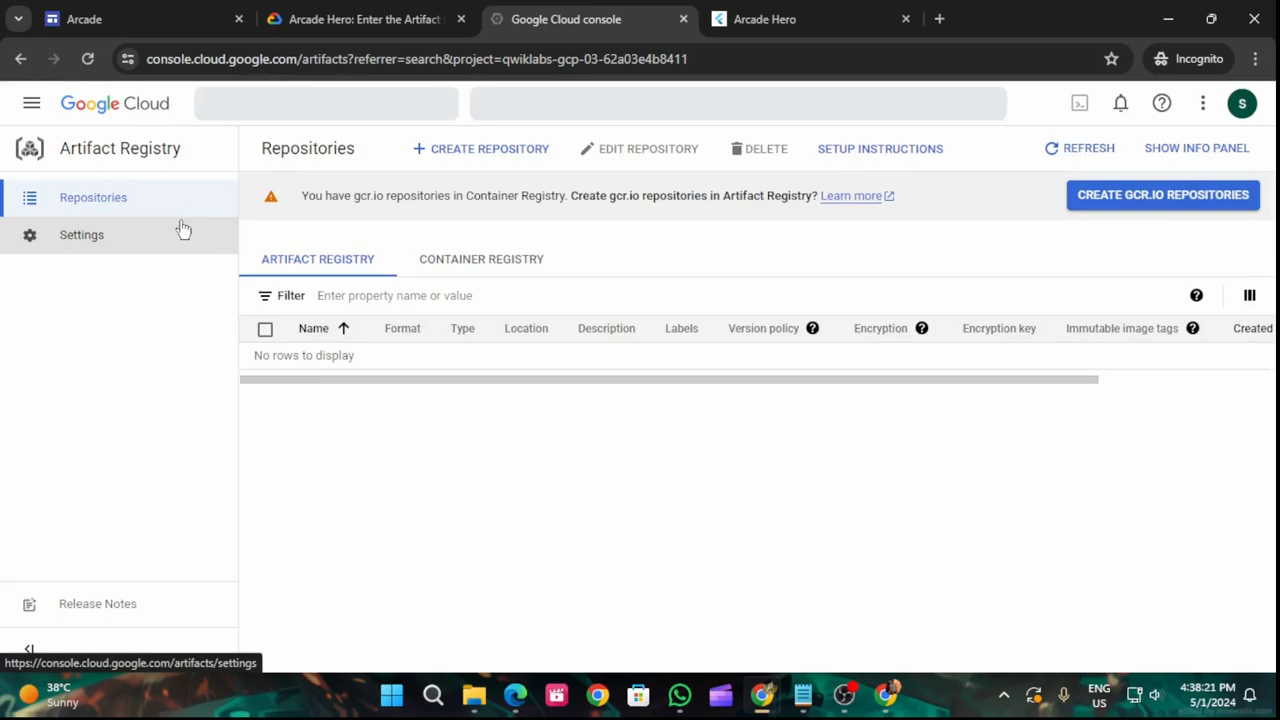 Arcade
Arcade Hero: Enter the Artifact
Google Cloud console
Arcade Hero
console.cloud.google.com/artifacts?referrer=search&project=qwiklabs-gcp-03-62a03e4b8411
Incognito
Google Cloud
S
Artifact Registry
Repositories
CREATE REPOSITORY
EDIT REPOSITORY
DELETE
SETUP INSTRUCTIONS
REFRESH
SHOW INFO PANEL
Repositories
Settings
You have gcr.io repositories in Container Registry. Create gcr.io repositories in Artifact Registry? Learn more
CREATE GCR.IO REPOSITORIES
ARTIFACT REGISTRY
CONTAINER REGISTRY
Filter Enter property name or value
Name Format Type Location Description Labels Version policy Encryption Encryption key Immutable image tags Created
No rows to display
Release Notes
https://console.cloud.google.com/artifacts/settings
38°C
Sunny
ENG
US
4:38:21 PM
5/1/2024